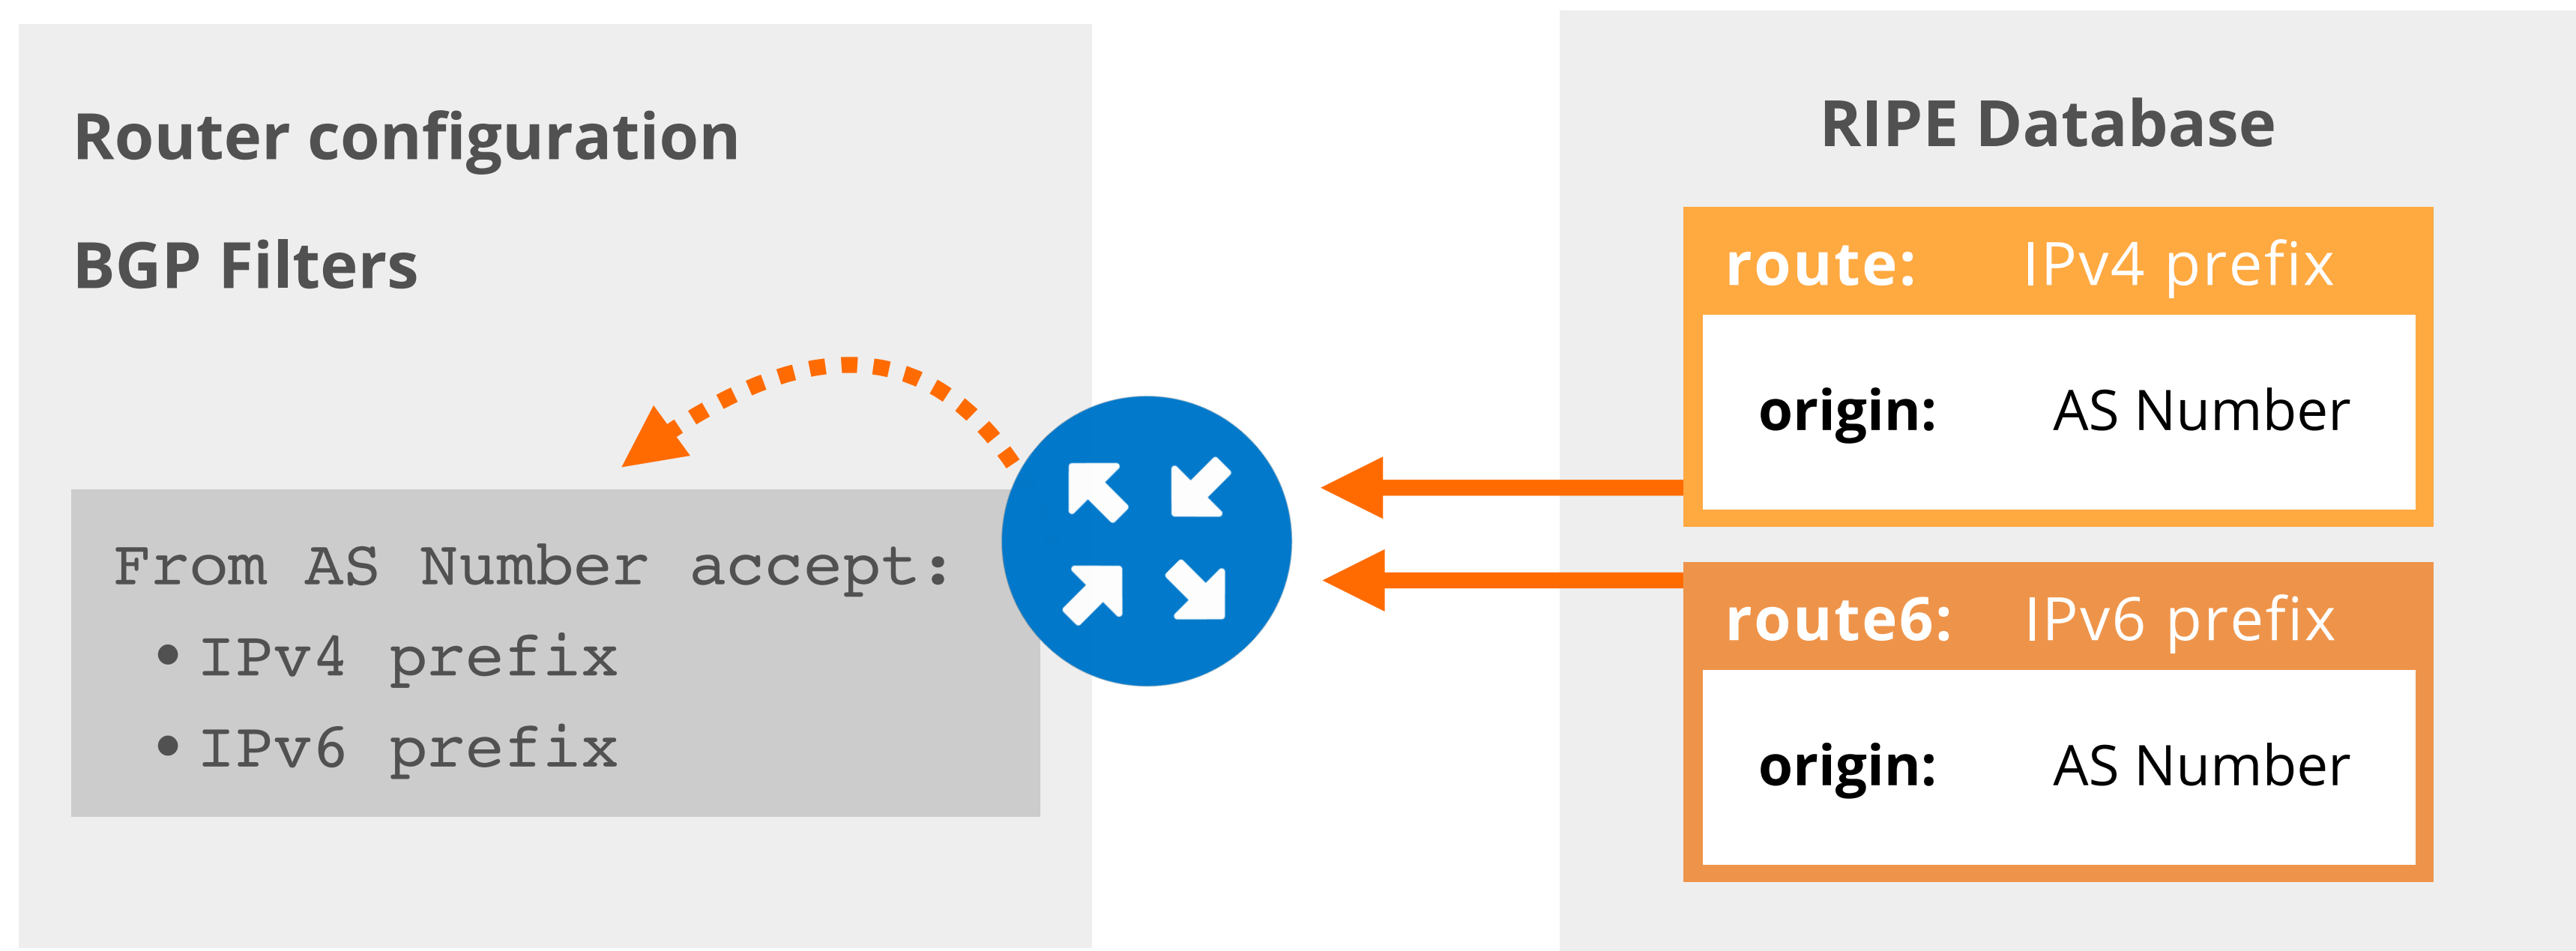 Router configuration
BGP Filters
From AS Number accept:
• IPv4 prefix
• IPv6 prefix
RIPE Database
route: IPv4 prefix
origin: AS Number
route6: IPv6 prefix
origin: AS Number